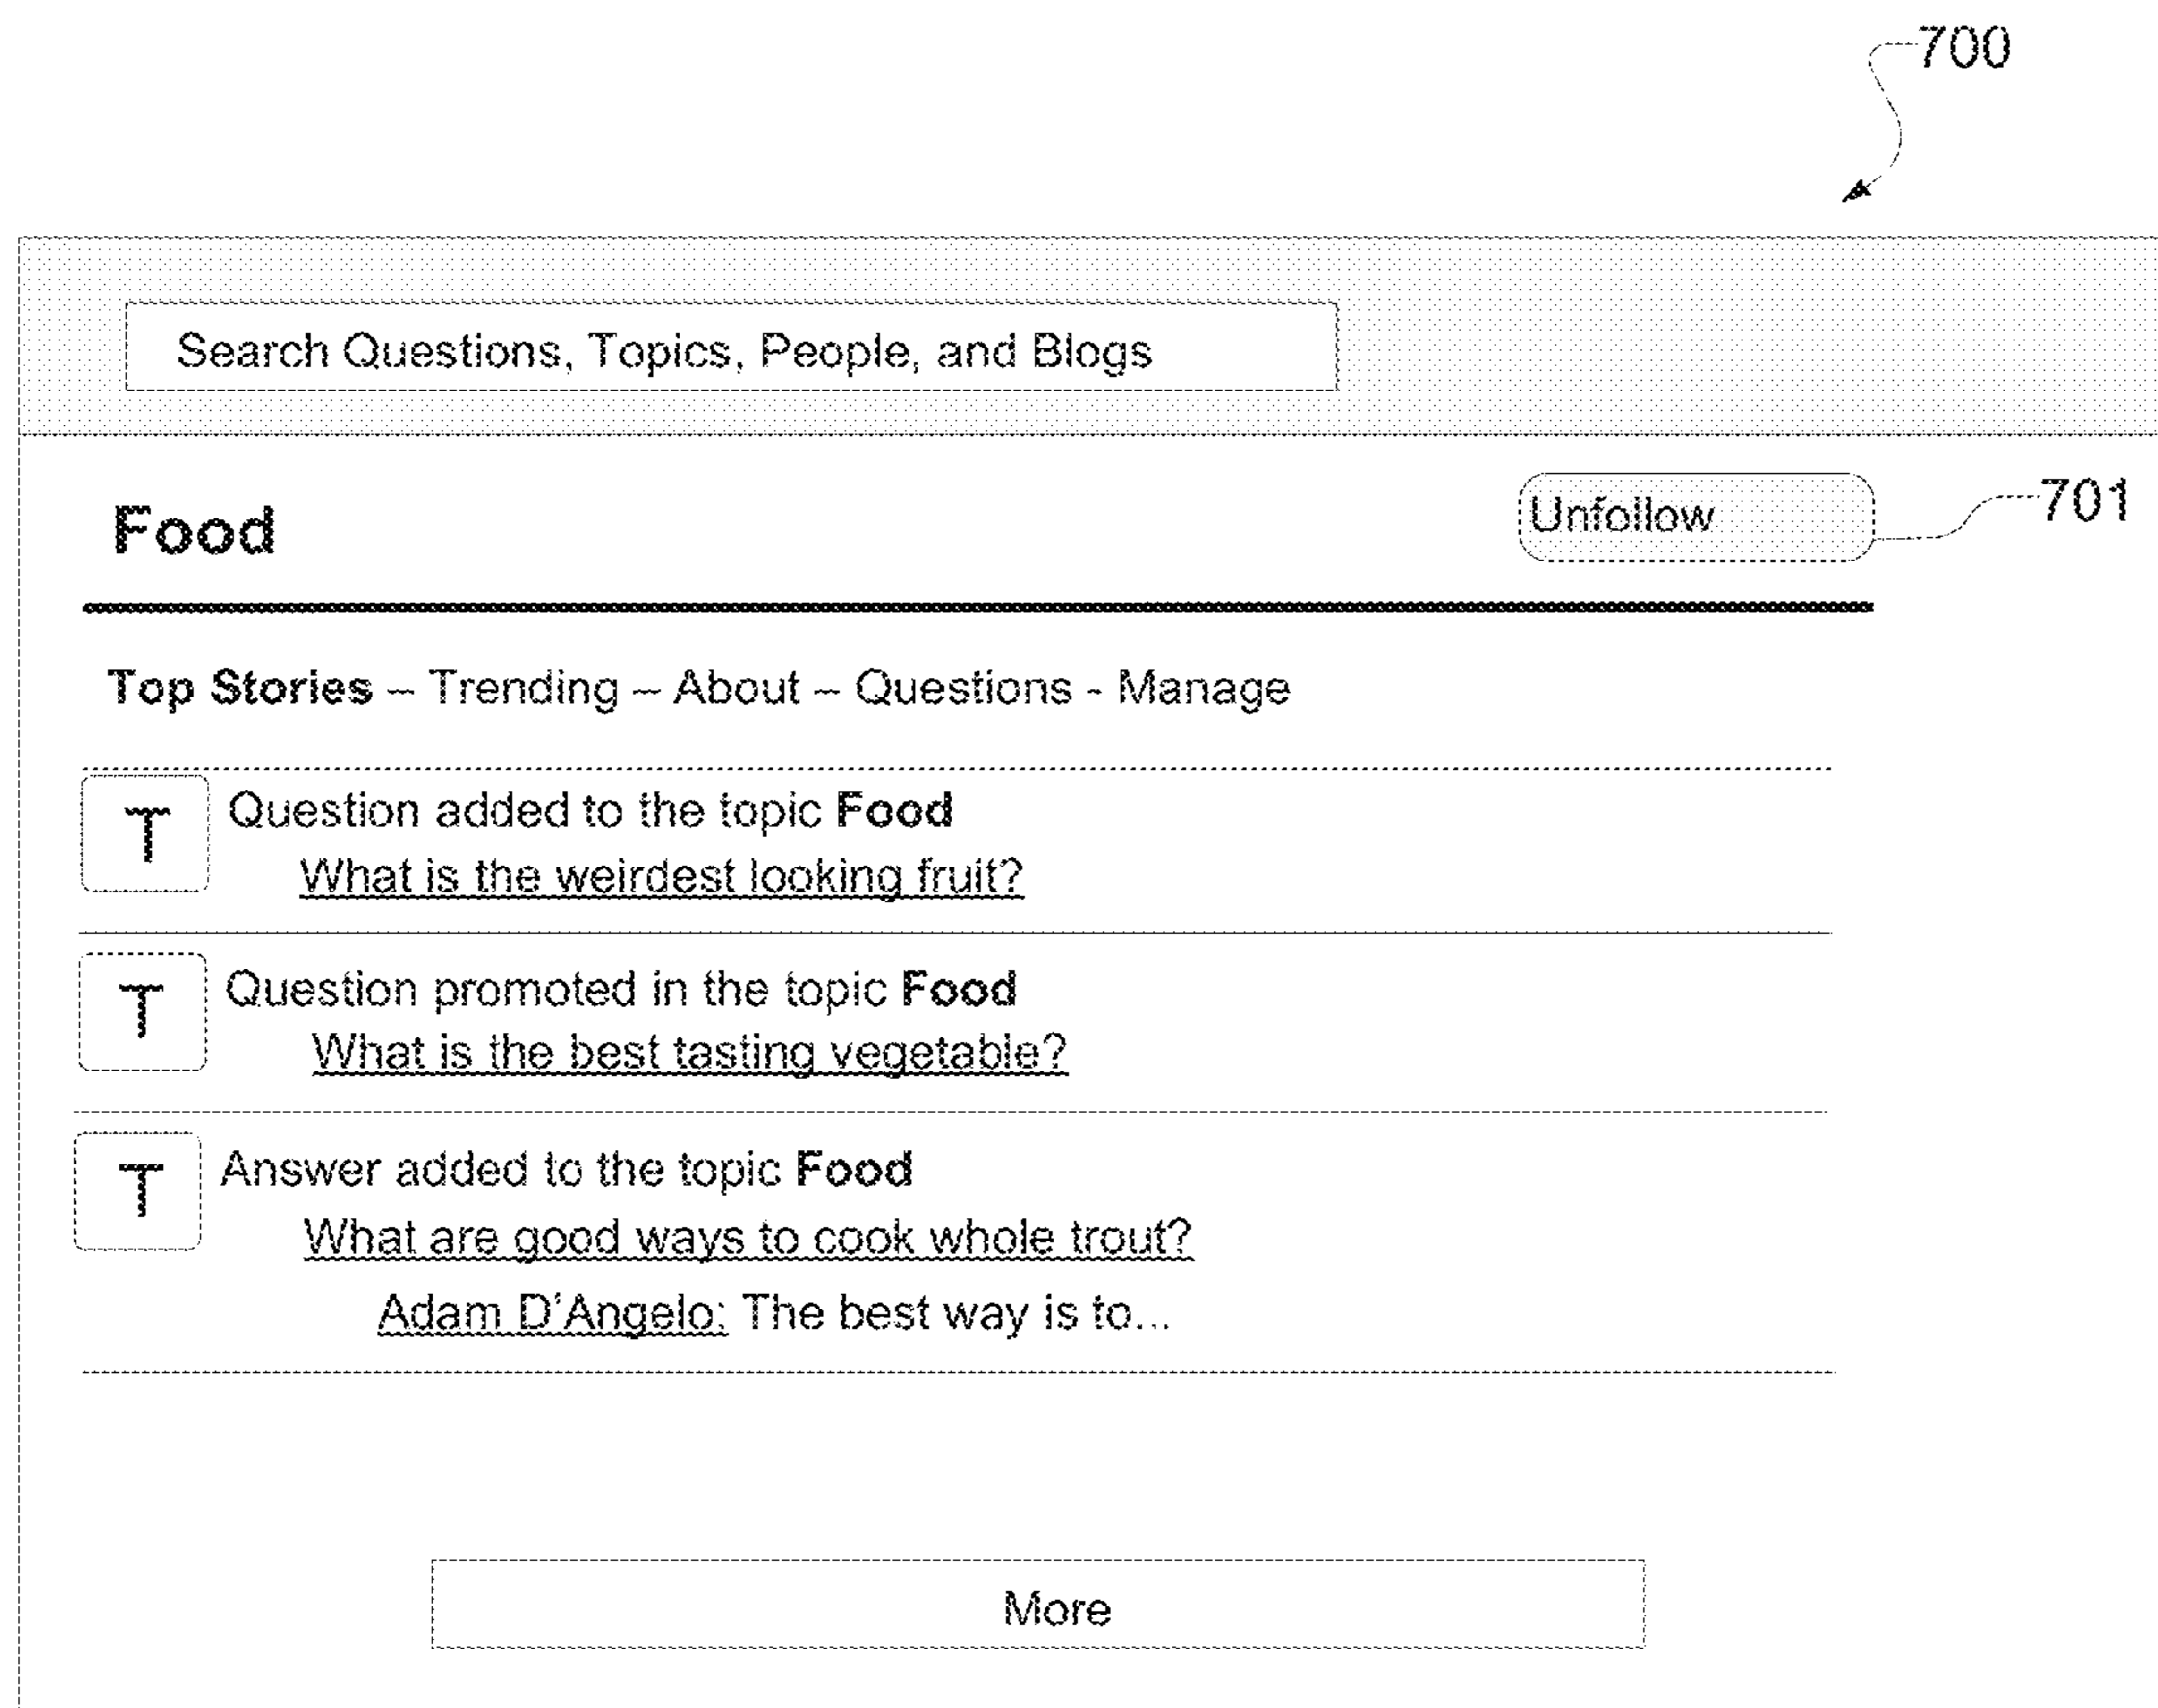 700
Search Questions, Topics, People, and Blogs
Food
Unfollow
701
Top Stories – Trending – About – Questions - Manage
T
Question added to the topic Food
What is the weirdest looking fruit?
T
Question promoted in the topic Food
What is the best tasting vegetable?
T
Answer added to the topic Food
What are good ways to cook whole trout?
Adam D'Angelo: The best way is to...
More